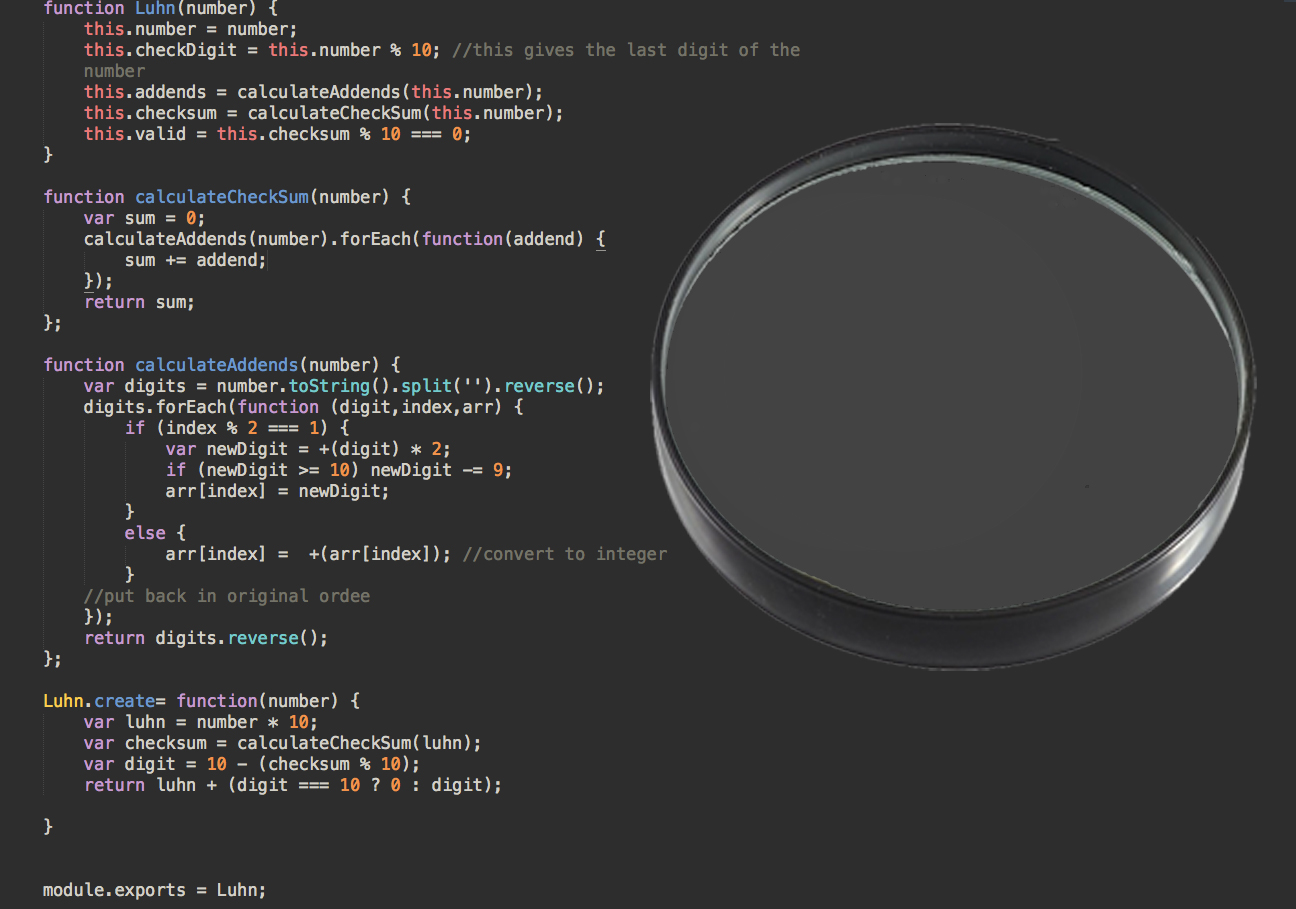 function Luhn(number) {
    this.number = number;
    this.checkDigit = this.number % 10; //this gives the last digit of the
    number
    this.addends = calculateAddends(this.number);
    this.checksum = calculateCheckSum(this.number);
    this.valid = this.checksum % 10 === 0;
}

function calculateCheckSum(number) {
    var sum = 0;
    calculateAddends(number).forEach(function(addend) {
        sum += addend;
    });
    return sum;
};

function calculateAddends(number) {
    var digits = number.toString().split('').reverse();
    digits.forEach(function (digit,index,arr) {
        if (index % 2 === 1) {
            var newDigit = +(digit) * 2;
            if (newDigit >= 10) newDigit -= 9;
            arr[index] = newDigit;
        }
        else {
            arr[index] =  +(arr[index]); //convert to integer
        }
    //put back in original ordee
    });
    return digits.reverse();
};

Luhn.create= function(number) {
    var luhn = number * 10;
    var checksum = calculateCheckSum(luhn);
    var digit = 10 - (checksum % 10);
    return luhn + (digit === 10 ? 0 : digit);

}

module.exports = Luhn;